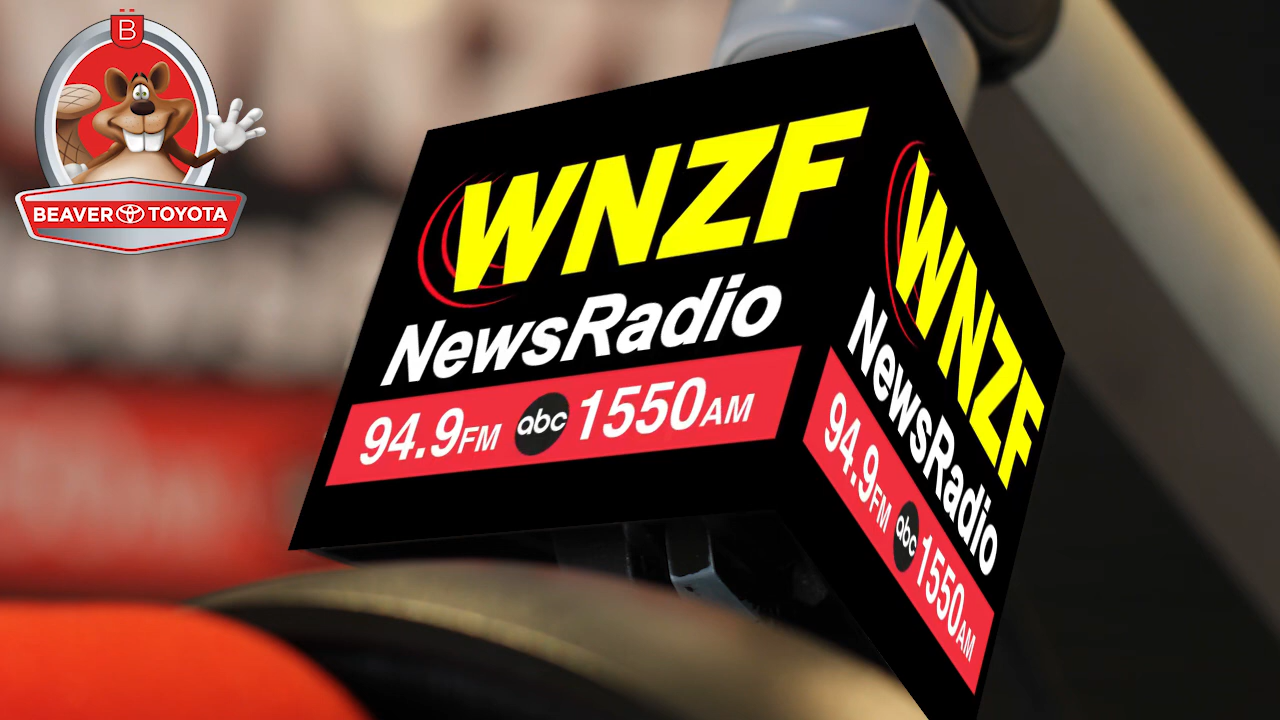 B̈
BEAVER TOYOTA
WNZF
NewsRadio
94.9FM abc 1550AM
WNZF
NewsRadio
94.9FM abc 1550AM